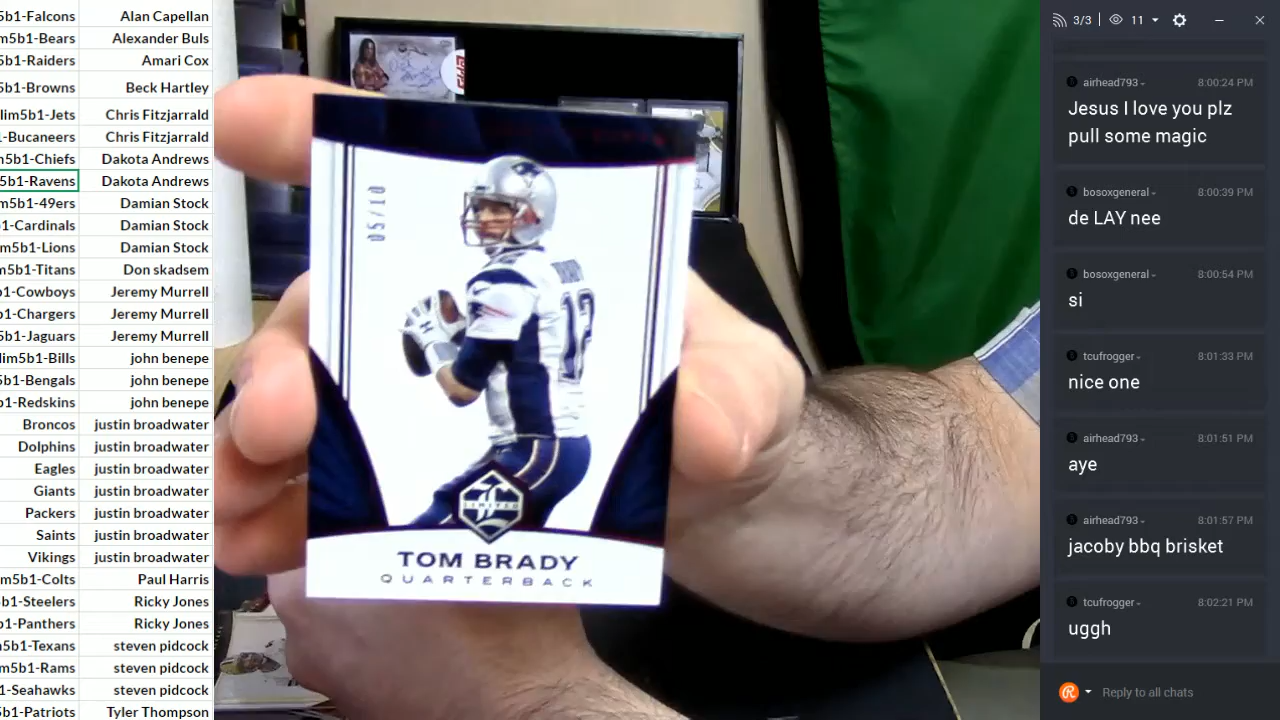 5b1-Falcons Alan Capellan
m5b1-Bears Alexander Buls
5b1-Raiders Amari Cox
5b1-Browns Beck Hartley
lim5b1-Jets Chris Fitzjarrald
1-Bucaneers Chris Fitzjarrald
m5b1-Chiefs Dakota Andrews
5b1-Ravens Dakota Andrews
m5b1-49ers Damian Stock
1-Cardinals Damian Stock
m5b1-Lions Damian Stock
m5b1-Titans Don skadsem
b1-Cowboys Jeremy Murrell
b1-Chargers Jeremy Murrell
b1-Jaguars Jeremy Murrell
lim5b1-Bills john benepe
5b1-Bengals john benepe
b1-Redskins john benepe
Broncos justin broadwater
Dolphins justin broadwater
Eagles justin broadwater
Giants justin broadwater
Packers justin broadwater
Saints justin broadwater
Vikings justin broadwater
m5b1-Colts Paul Harris
b1-Steelers Ricky Jones
b1-Panthers Ricky Jones
m5b1-Texans steven pidcock
m5b1-Rams steven pidcock
1-Seahawks steven pidcock
b1-Patriots Tyler Thompson
05/10
12
LIMITED
TOM BRADY
QUARTERBACK
3/3 11
airhead793 8:00:24 PM
Jesus I love you plz
pull some magic
bosoxgeneral 8:00:39 PM
de LAY nee
bosoxgeneral 8:00:54 PM
si
tcufrogger 8:01:33 PM
nice one
airhead793 8:01:51 PM
aye
airhead793 8:01:57 PM
jacoby bbq brisket
tcufrogger 8:02:21 PM
uggh
Reply to all chats